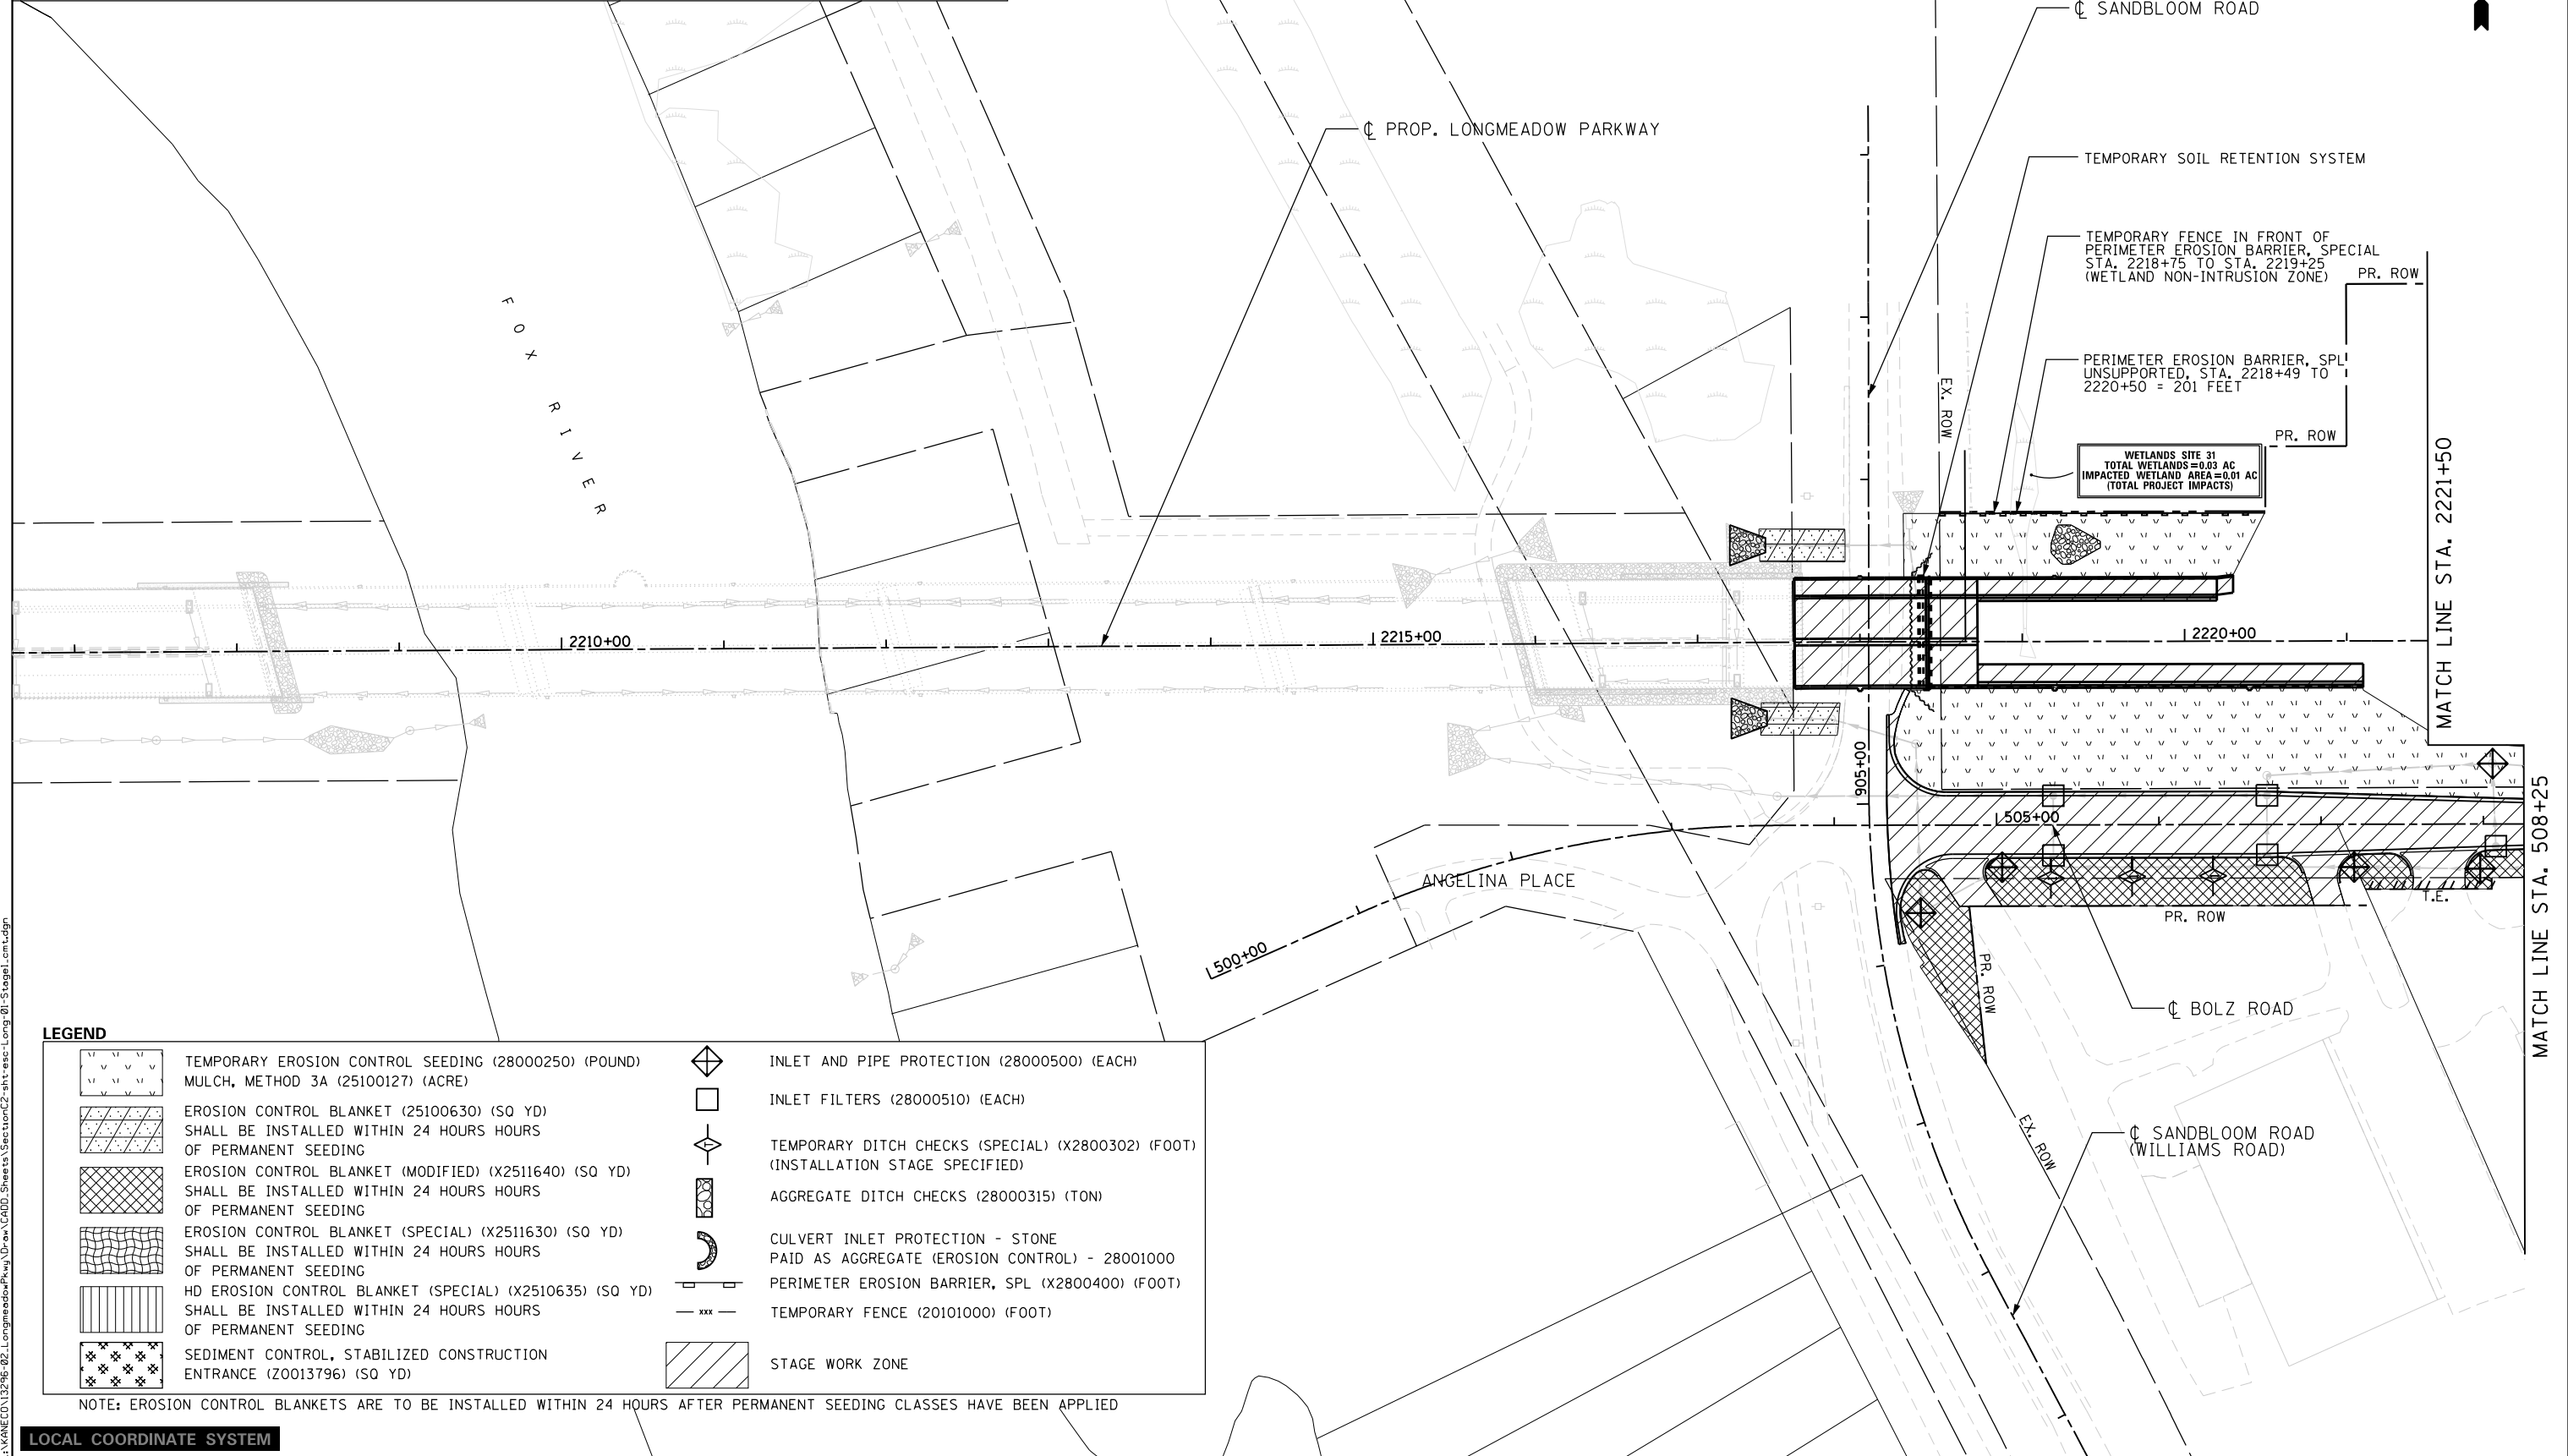 ℄ SANDBLOOM ROAD
℄ PROP. LONGMEADOW PARKWAY
TEMPORARY SOIL RETENTION SYSTEM
TEMPORARY FENCE IN FRONT OF
PERIMETER EROSION BARRIER, SPECIAL
STA. 2218+75 TO STA. 2219+25
(WETLAND NON-INTRUSION ZONE)
PR. ROW
FOX RIVER
PERIMETER EROSION BARRIER, SPL
UNSUPPORTED, STA. 2218+49 TO
2220+50 = 201 FEET
EX. ROW
PR. ROW
WETLANDS SITE 31
TOTAL WETLANDS=0.03 AC
IMPACTED WETLAND AREA=0.01 AC
(TOTAL PROJECT IMPACTS)
MATCH LINE STA. 2221+50
2210+00
2215+00
2220+00
905+00
505+00
MATCH LINE STA. 508+25
ANGELINA PLACE
T.E.
PR. ROW
500+00
PR. ROW
℄ BOLZ ROAD
EX. ROW
℄ SANDBLOOM ROAD
(WILLIAMS ROAD)
LEGEND
TEMPORARY EROSION CONTROL SEEDING (28000250) (POUND)
MULCH, METHOD 3A (25100127) (ACRE)
EROSION CONTROL BLANKET (25100630) (SQ YD)
SHALL BE INSTALLED WITHIN 24 HOURS HOURS
OF PERMANENT SEEDING
EROSION CONTROL BLANKET (MODIFIED) (X2511640) (SQ YD)
SHALL BE INSTALLED WITHIN 24 HOURS HOURS
OF PERMANENT SEEDING
EROSION CONTROL BLANKET (SPECIAL) (X2511630) (SQ YD)
SHALL BE INSTALLED WITHIN 24 HOURS HOURS
OF PERMANENT SEEDING
HD EROSION CONTROL BLANKET (SPECIAL) (X2510635) (SQ YD)
SHALL BE INSTALLED WITHIN 24 HOURS HOURS
OF PERMANENT SEEDING
SEDIMENT CONTROL, STABILIZED CONSTRUCTION
ENTRANCE (Z0013796) (SQ YD)
INLET AND PIPE PROTECTION (28000500) (EACH)
INLET FILTERS (28000510) (EACH)
TEMPORARY DITCH CHECKS (SPECIAL) (X2800302) (FOOT)
(INSTALLATION STAGE SPECIFIED)
AGGREGATE DITCH CHECKS (28000315) (TON)
CULVERT INLET PROTECTION - STONE
PAID AS AGGREGATE (EROSION CONTROL) - 28001000
PERIMETER EROSION BARRIER, SPL (X2800400) (FOOT)
xxx TEMPORARY FENCE (20101000) (FOOT)
STAGE WORK ZONE
NOTE: EROSION CONTROL BLANKETS ARE TO BE INSTALLED WITHIN 24 HOURS AFTER PERMANENT SEEDING CLASSES HAVE BEEN APPLIED
LOCAL COORDINATE SYSTEM